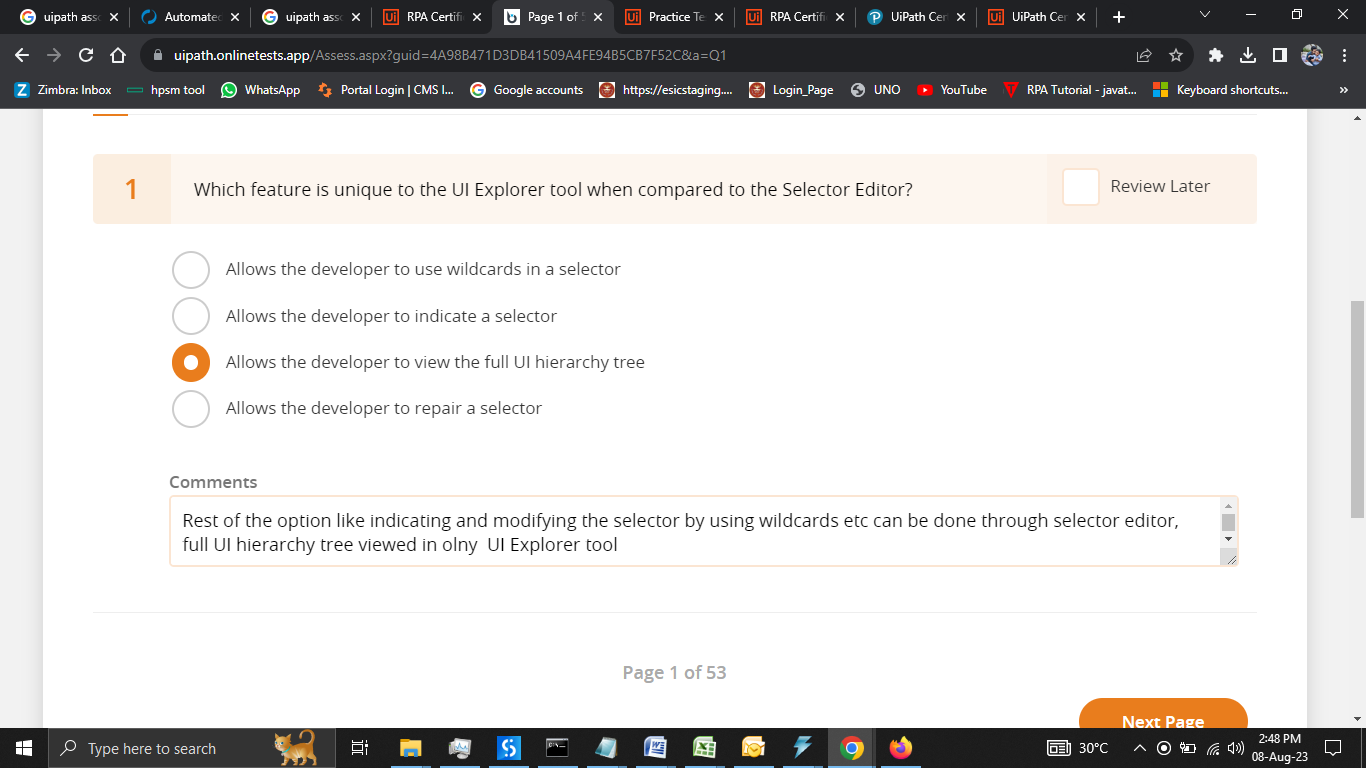 uipath ass
Automated
uipath ass
RPA Certifi
Page 1 of 5
Practice Te
RPA Certifi
UiPath Cer
UiPath Cer
uipath.onlinetests.app/Assess.aspx?guid=4A98B471D3DB41509A4FE94B5CB7F52C&a=Q1
Zimbra: Inbox
hpsm tool
WhatsApp
Portal Login | CMS I...
Google accounts
https://esicstaging....
Login_Page
UNO
YouTube
RPA Tutorial - javat...
Keyboard shortcuts...
»
1
Which feature is unique to the UI Explorer tool when compared to the Selector Editor?
Review Later
Allows the developer to use wildcards in a selector
Allows the developer to indicate a selector
Allows the developer to view the full UI hierarchy tree
Allows the developer to repair a selector
Comments
Rest of the option like indicating and modifying the selector by using wildcards etc can be done through selector editor,
full UI hierarchy tree viewed in olny  UI Explorer tool
Page 1 of 53
Next Page
Type here to search
30°C
2:48 PM
08-Aug-23